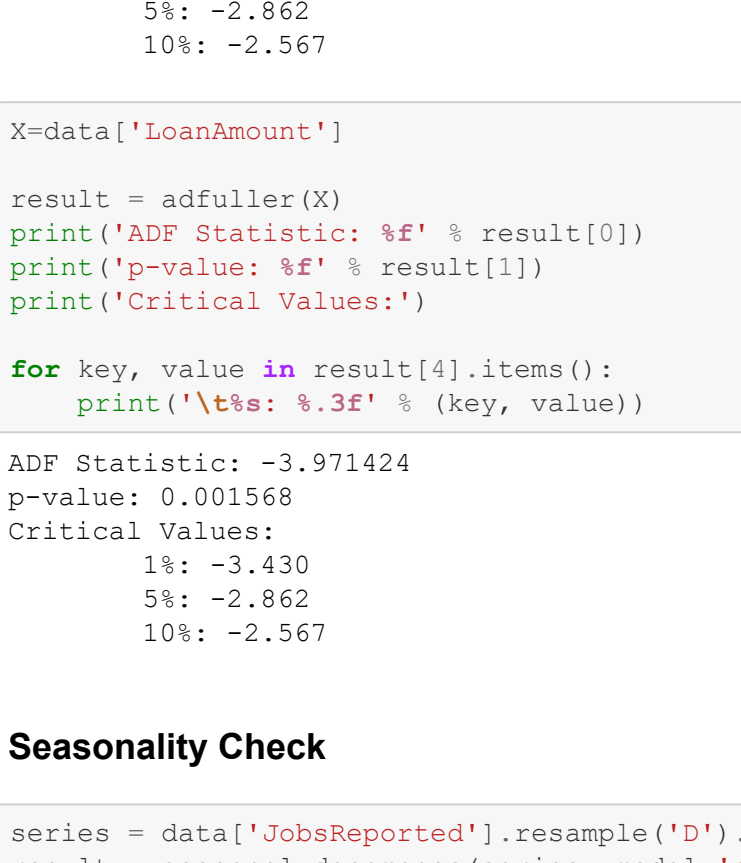 5%: -2.862
10%: -2.567
X=data['LoanAmount']
result = adfuller(X)
print('ADF Statistic: %f' % result[0])
print('p-value: %f' % result[1])
print('Critical Values:')
for key, value in result[4].items():
    print('\t%s: %.3f' % (key, value))
ADF Statistic: -3.971424
p-value: 0.001568
Critical Values:
1%: -3.430
5%: -2.862
10%: -2.567
Seasonality Check
series = data['JobsReported'].resample('D').